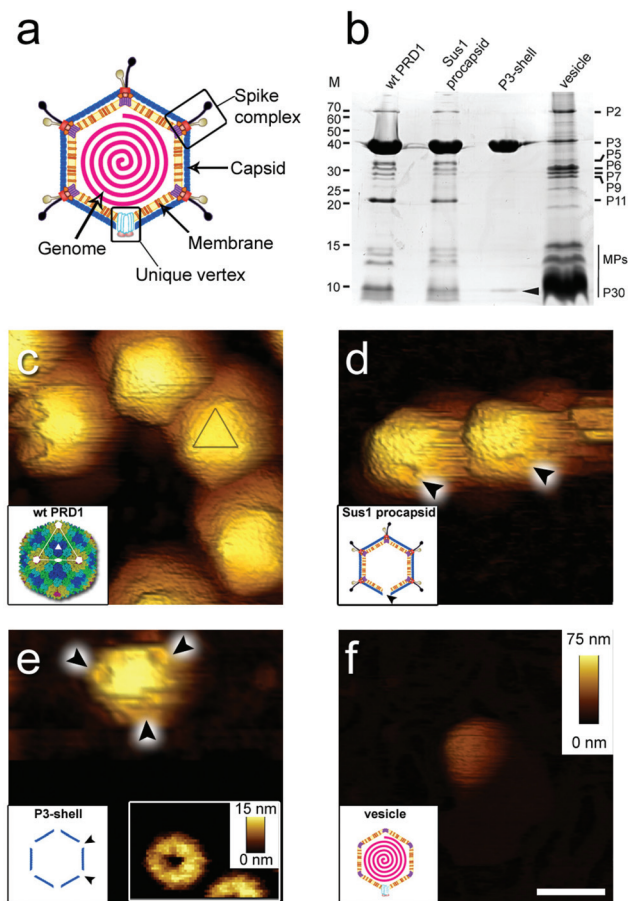 a
Spike
complex
Capsid
Membrane
Genome
Unique vertex
b
M
wt PRD1
Sus1
procapsid
P3-shell
vesicle
70
60
50
40
30
25
20
15
10
P2
P3
P5
P6
P7
P9
P11
MPs
P30
c
wt PRD1
d
Sus1 procapsid
e
P3-shell
15 nm
0 nm
f
75 nm
0 nm
vesicle